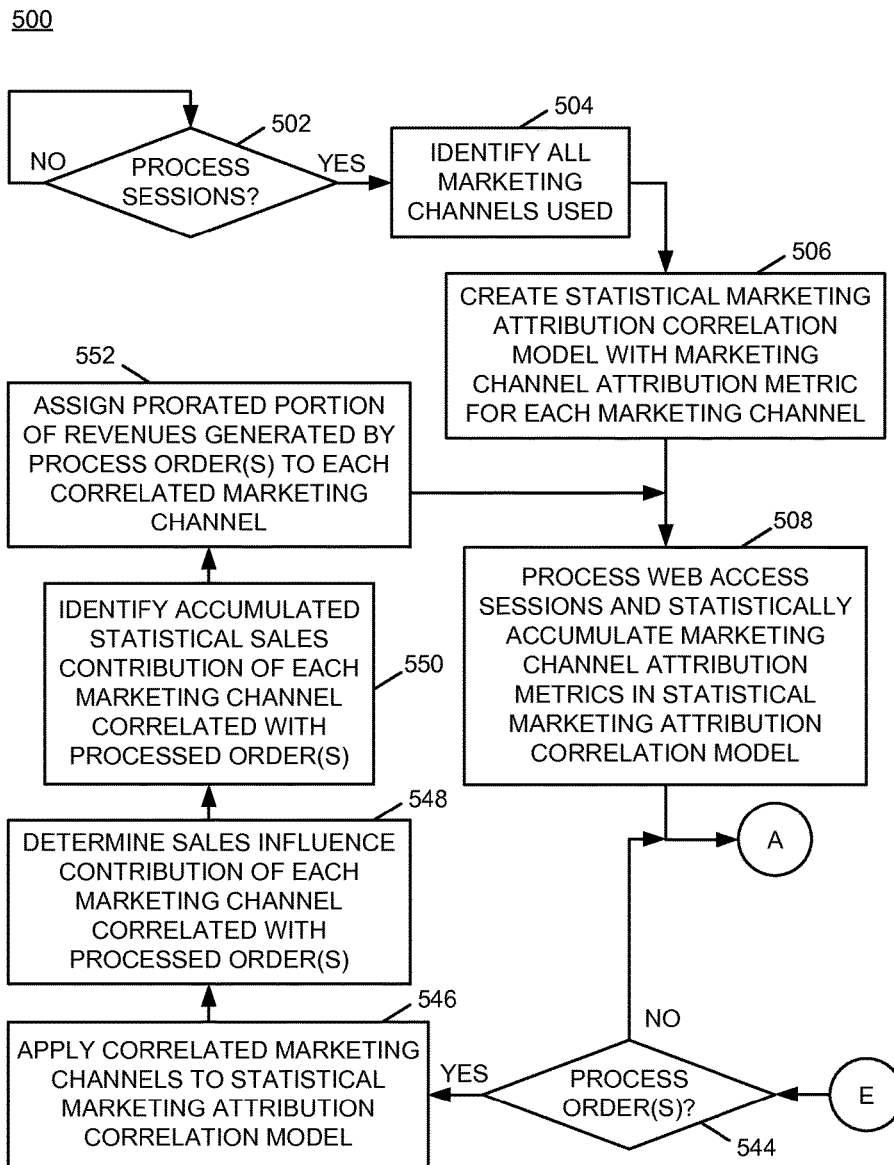 500
502
NO
PROCESS
SESSIONS?
YES
504
IDENTIFY ALL
MARKETING
CHANNELS USED
506
CREATE STATISTICAL MARKETING
ATTRIBUTION CORRELATION
MODEL WITH MARKETING
CHANNEL ATTRIBUTION METRIC
FOR EACH MARKETING CHANNEL
552
ASSIGN PRORATED PORTION
OF REVENUES GENERATED BY
PROCESS ORDER(S) TO EACH
CORRELATED MARKETING
CHANNEL
508
PROCESS WEB ACCESS
SESSIONS AND STATISTICALLY
ACCUMULATE MARKETING
CHANNEL ATTRIBUTION
METRICS IN STATISTICAL
MARKETING ATTRIBUTION
CORRELATION MODEL
IDENTIFY ACCUMULATED
STATISTICAL SALES
CONTRIBUTION OF EACH
MARKETING CHANNEL
CORRELATED WITH
PROCESSED ORDER(S)
550
548
DETERMINE SALES INFLUENCE
CONTRIBUTION OF EACH
MARKETING CHANNEL
CORRELATED WITH
PROCESSED ORDER(S)
A
546
APPLY CORRELATED MARKETING
CHANNELS TO STATISTICAL
MARKETING ATTRIBUTION
CORRELATION MODEL
YES
NO
PROCESS
ORDER(S)?
544
E